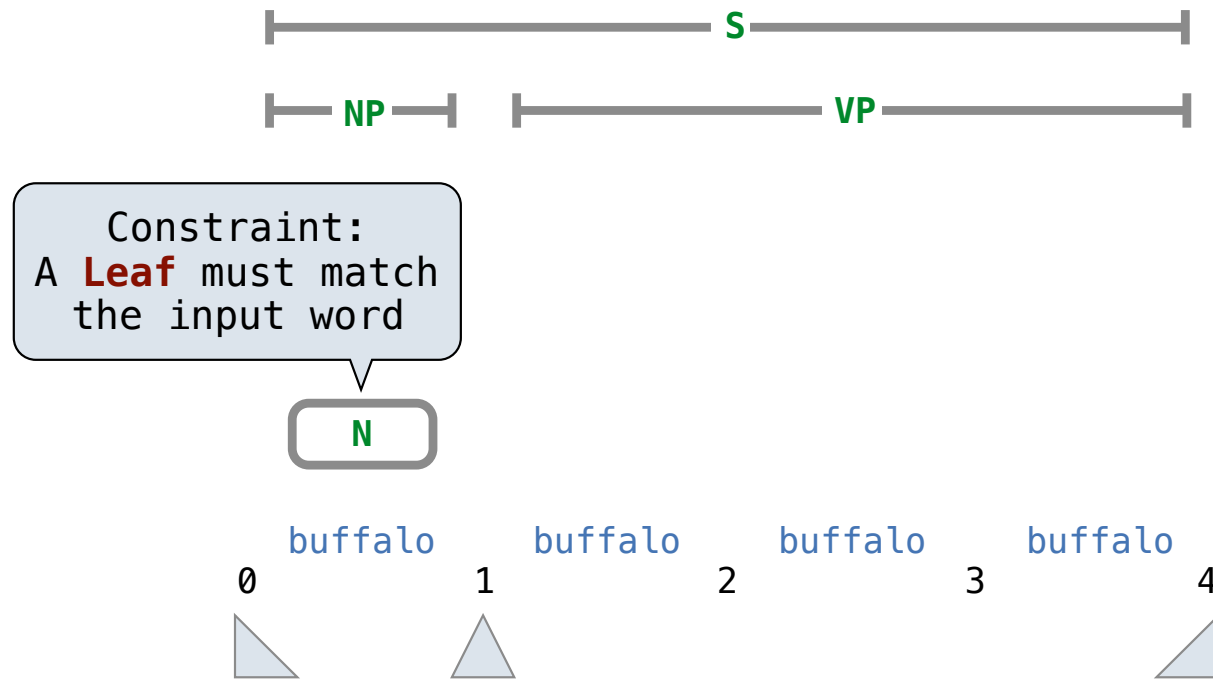 S
NP VP
Constraint:
A Leaf must match
the input word
N
buffalo buffalo buffalo buffalo
0 1 2 3 4